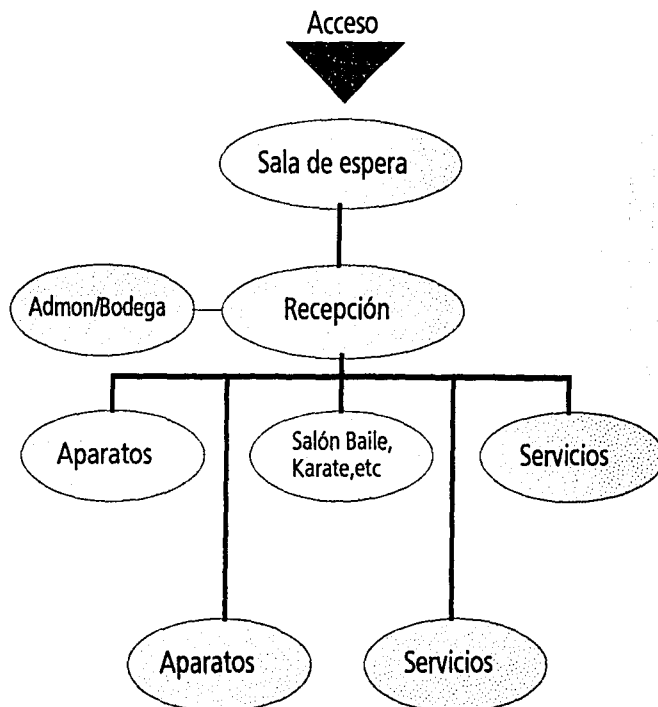 Acceso
Sala de espera
Admon/Bodega
Recepción
Aparatos
Salón Baile,
Karate,etc
Servicios
Aparatos
Servicios